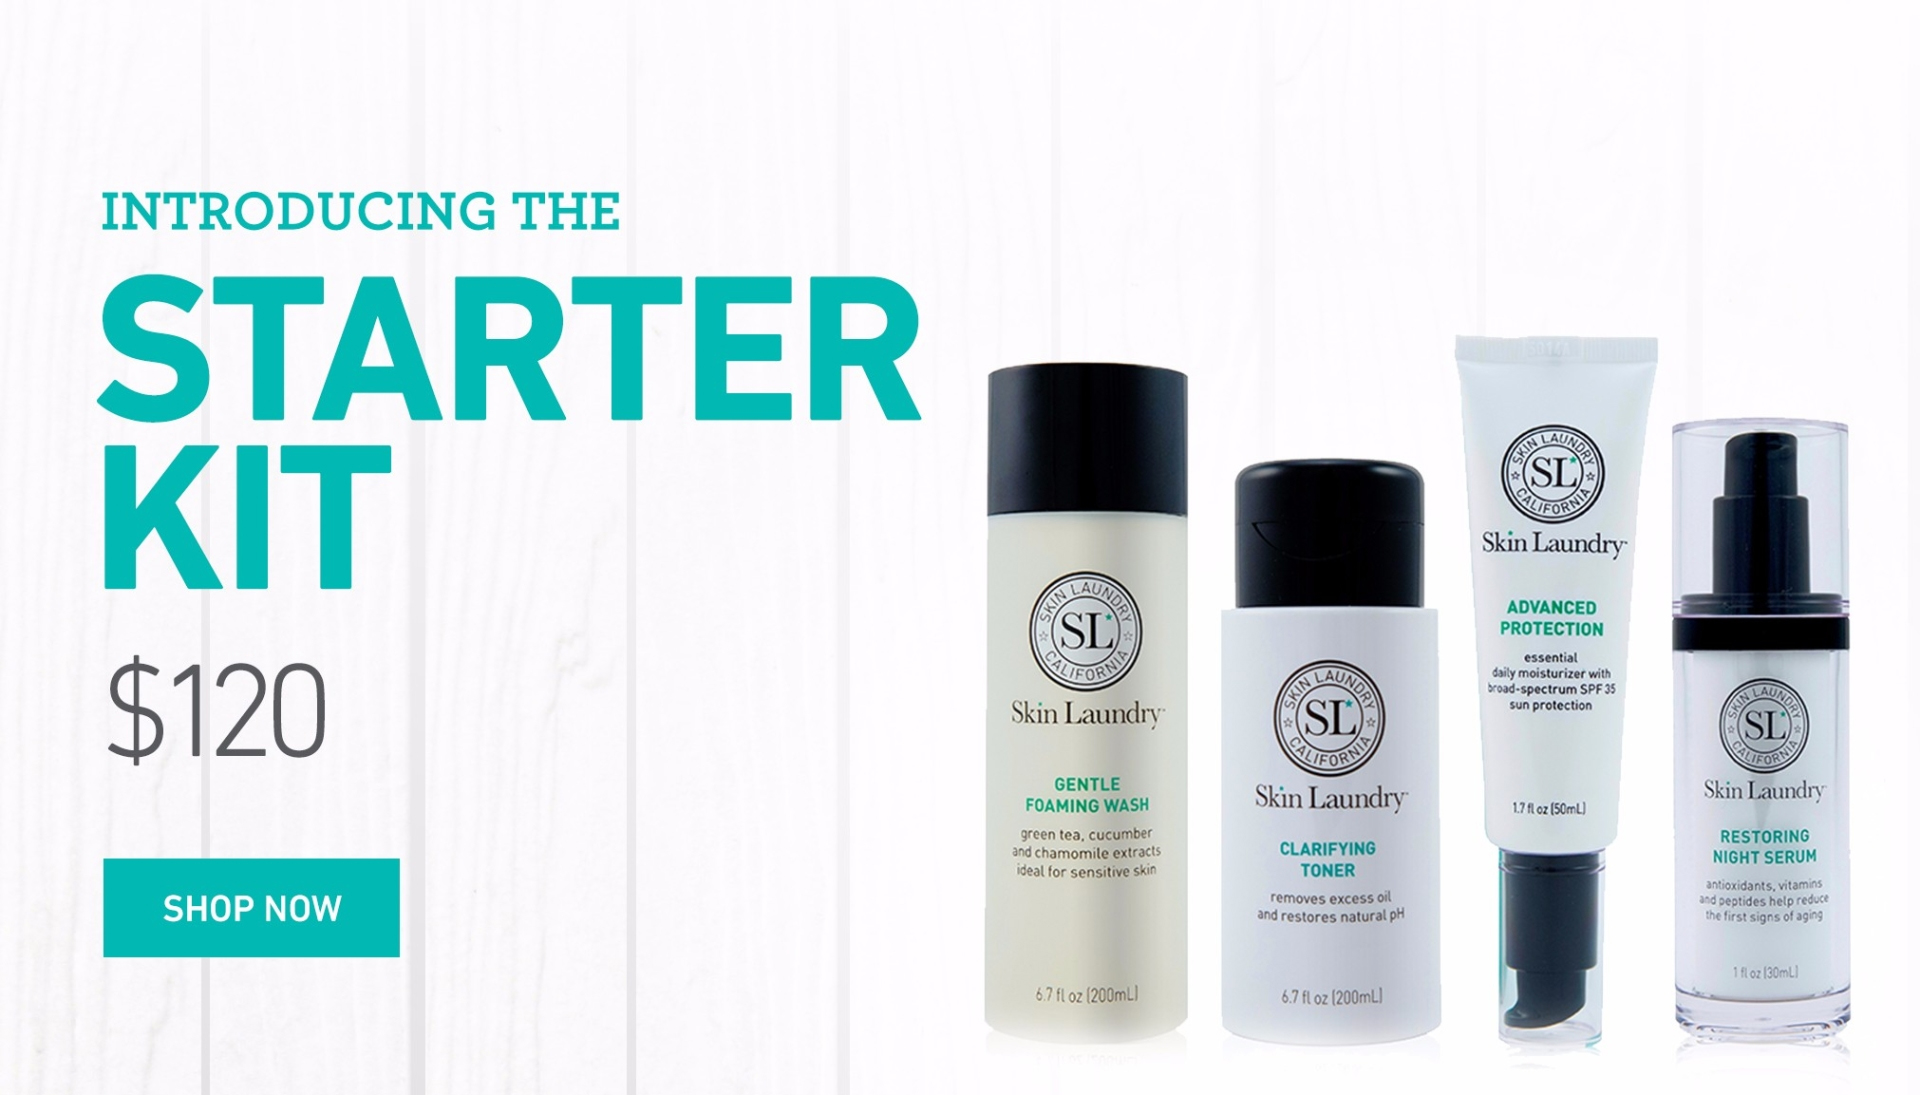 INTRODUCING THE
STARTER
KIT
$120
SHOP NOW
SKIN LAUNDRY
SL
CALIFORNIA
Skin Laundry
GENTLE
FOAMING WASH
green tea, cucumber
and chamomile extracts
ideal for sensitive skin
6.7 fl oz (200mL)
SKIN LAUNDRY
SL
CALIFORNIA
Skin Laundry
CLARIFYING
TONER
removes excess oil
and restores natural pH
6.7 fl oz (200mL)
SKIN LAUNDRY
SL
CALIFORNIA
Skin Laundry
ADVANCED
PROTECTION
essential
daily moisturizer with
broad-spectrum SPF 35
sun protection
1.7 fl oz (50mL)
SKIN LAUNDRY
SL
CALIFORNIA
Skin Laundry
RESTORING
NIGHT SERUM
antioxidants, vitamins
and peptides help reduce
the first signs of aging
1 fl oz (30mL)